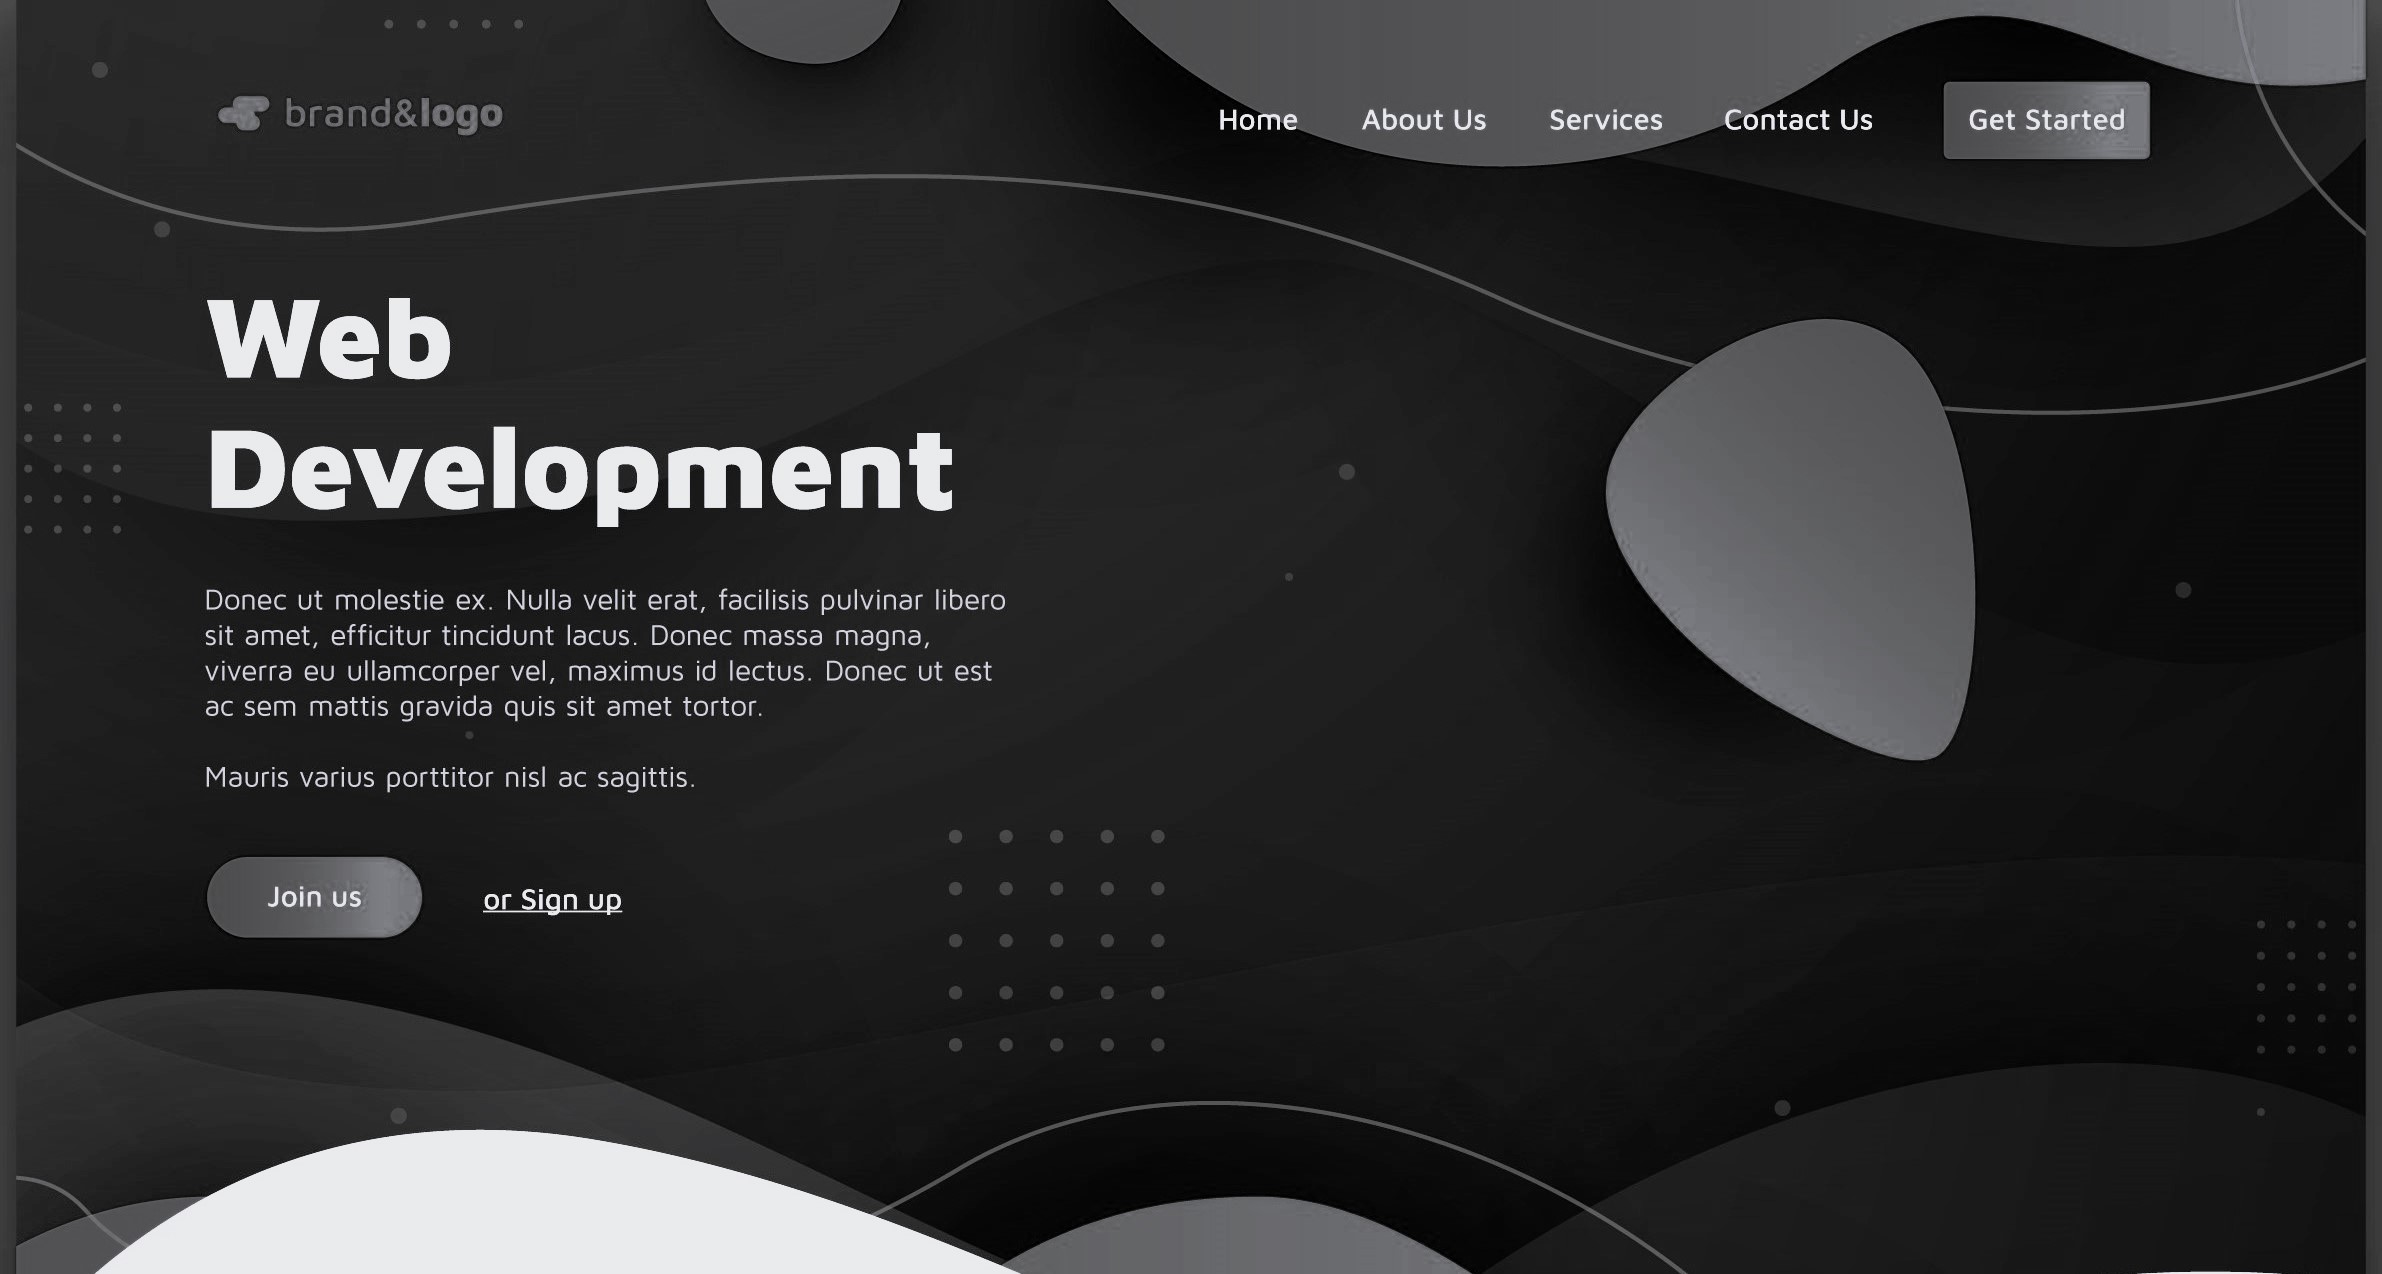 brand&logo
Home About Us Services Contact Us Get Started
Web
Development
Donec ut molestie ex. Nulla velit erat, facilisis pulvinar libero
sit amet, efficitur tincidunt lacus. Donec massa magna,
viverra eu ullamcorper vel, maximus id lectus. Donec ut est
ac sem mattis gravida quis sit amet tortor.
Mauris varius porttitor nisl ac sagittis.
Join us or Sign up